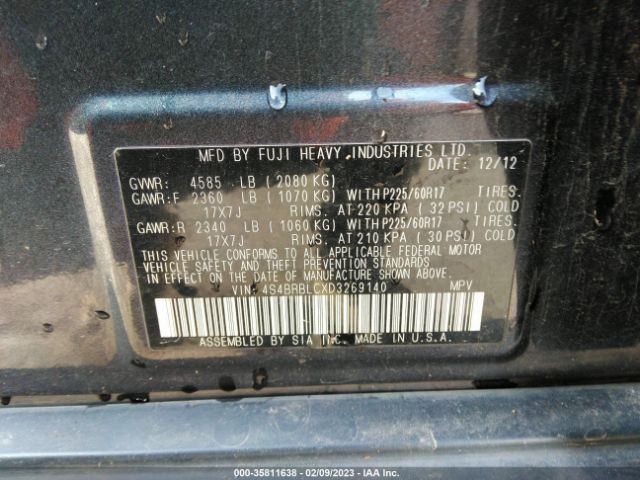 MFD BY FUJI HEAVY INDUSTRIES LTD.
DATE: 12/12
GVWR: 4585 LB ( 2080 KG)
GAWR:F 2360 LB ( 1070 KG) WITH P225/60R17 TIRES.
17X7J RIMS. AT 220 KPA ( 32 PSI) COLD
GAWR:R 2340 LB ( 1060 KG) WITH P225/60R17 TIRES.
17X7J RIMS. AT 210 KPA ( 30 PSI) COLD
THIS VEHICLE CONFORMS TO ALL APPLICABLE FEDERAL MOTOR
VEHICLE SAFETY AND THEFT PREVENTION STANDARDS
IN EFFECT ON THE DATE OF MANUFACTURE SHOWN ABOVE.
VIN: 4S4BRBLCXD3269140 MPV
ASSEMBLED BY SIA INC. MADE IN U.S.A.
000-35811638 - 02/09/2023 - IAA Inc.